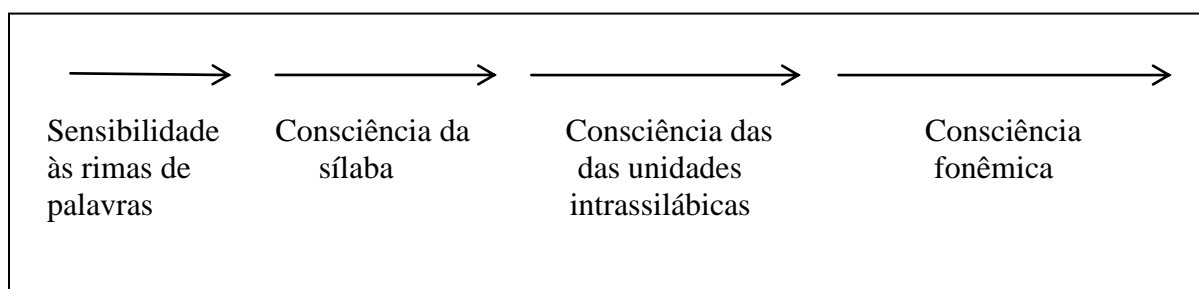 Sensibilidade Consciência da Consciência das Consciência
às rimas de sílaba das unidades fonêmica
palavras intrassilábicas